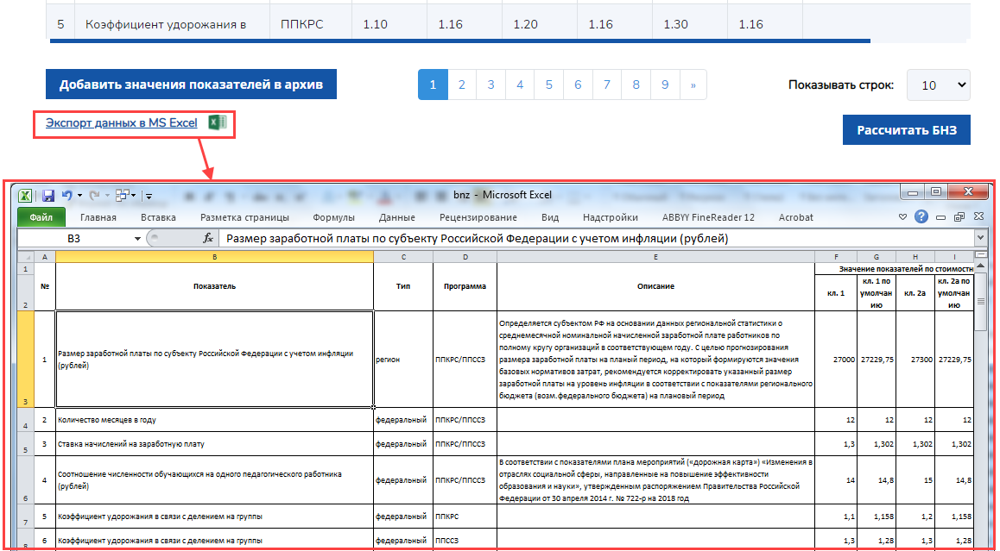 5 Коэффициент удорожания в ППКРС 1.10 1.16 1.20 1.16 1.30 1.16
Добавить значения показателей в архив 1 2 3 4 5 6 7 8 9 » Показывать строк: 10
Экспорт данных в MS Excel
Рассчитать БНЗ
bnz - Microsoft Excel
Файл Главная Вставка Разметка страницы Формулы Данные Рецензирование Вид Надстройки ABBYY FineReader 12 Acrobat
B3 fx Размер заработной платы по субъекту Российской Федерации с учетом инфляции (рублей)
A B C D E F G H I
1 Значение показателей по стоимостн
2 № Показатель Тип Программа Описание кл. 1 кл. 1 по умолчан ию кл. 2а кл. 2а по умолчан ию
3 1 Размер заработной платы по субъекту Российской Федерации с учетом инфляции
(рублей)
регион ППКРС/ППССЗ
Определяется субъектом РФ на основании данных региональной статистики о
среднемесячной номинальной начисленной заработной плате работников по
полному кругу организаций в соответствующем году. С целью прогнозирования
размера заработной платы на планый период, на который формируются значения
базовых нормативов затрат, рекомендуется корректировать указанный размер
заработной платы на уровень инфляции в соответствии с показателями регионального
бюджета (возм.федерального бюджета) на плановый период
27000 27229,75 27300 27229,75
4 2 Количество месяцев в году федеральный ППКРС/ППССЗ 12 12 12 12
5 3 Ставка начислений на заработную плату федеральный ППКРС/ППССЗ 1,3 1,302 1,302 1,302
6 4 Соотношение численности обучающихся на одного педагогического работника
(рублей)
федеральный ППКРС/ППССЗ
В соответствии с показателями плана мероприятий («дорожная карта») «Изменения в
отраслях социальной сферы, направленные на повышение эффективности
образования и науки», утвержденным распоряжением Правительства Российской
Федерации от 30 апреля 2014 г. № 722-р на 2018 год
14 14,8 15 14,8
7 5 Коэффициент удорожания в связи с делением на группы федеральный ППКРС 1,1 1,158 1,2 1,158
8 6 Коэффициент удорожания в связи с делением на группы федеральный ППССЗ 1,3 1,28 1,3 1,28